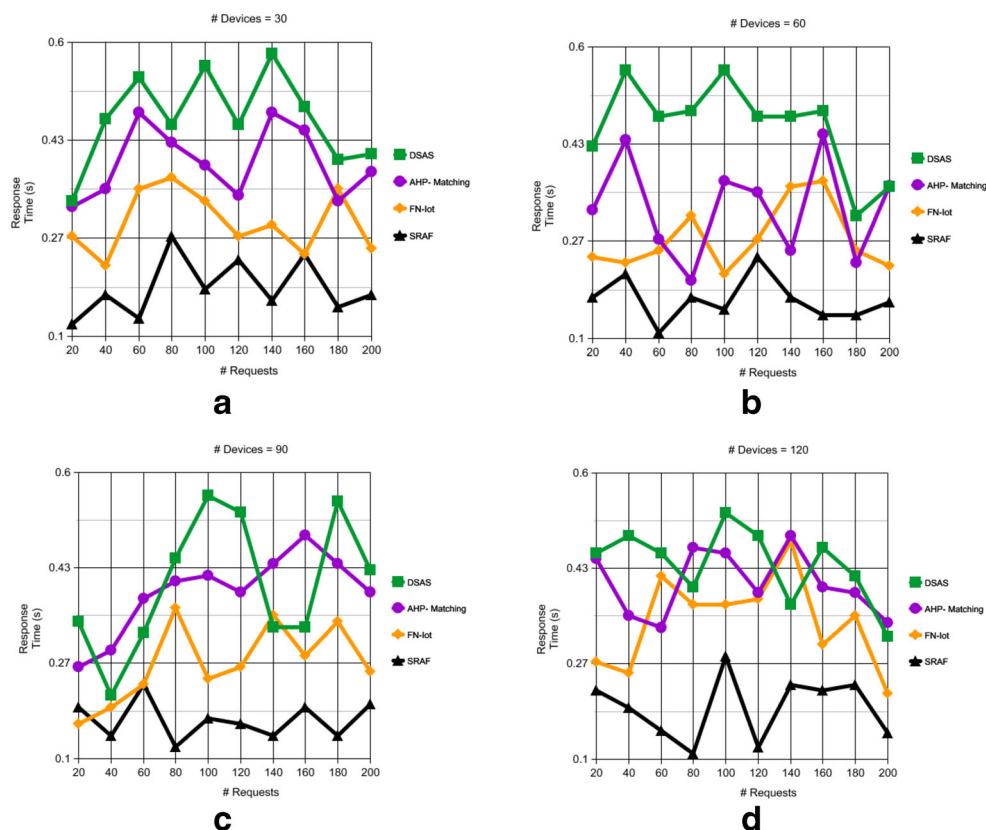 # Devices = 30
0.6
0.43
0.27
0.1
Response
Time (s)
20 40 60 80 100 120 140 160 180 200
# Requests
DSAS
AHP- Matching
FN-Iot
SRAF
a
# Devices = 60
0.6
0.43
0.27
0.1
Response
Time (s)
20 40 60 80 100 120 140 160 180 200
# Requests
DSAS
AHP- Matching
FN-Iot
SRAF
b
# Devices = 90
0.6
0.43
0.27
0.1
Response
Time (s)
20 40 60 80 100 120 140 160 180 200
# Requests
DSAS
AHP- Matching
FN-Iot
SRAF
c
# Devices = 120
0.6
0.43
0.27
0.1
Response
Time (s)
20 40 60 80 100 120 140 160 180 200
# Requests
DSAS
AHP- Matching
FN-Iot
SRAF
d